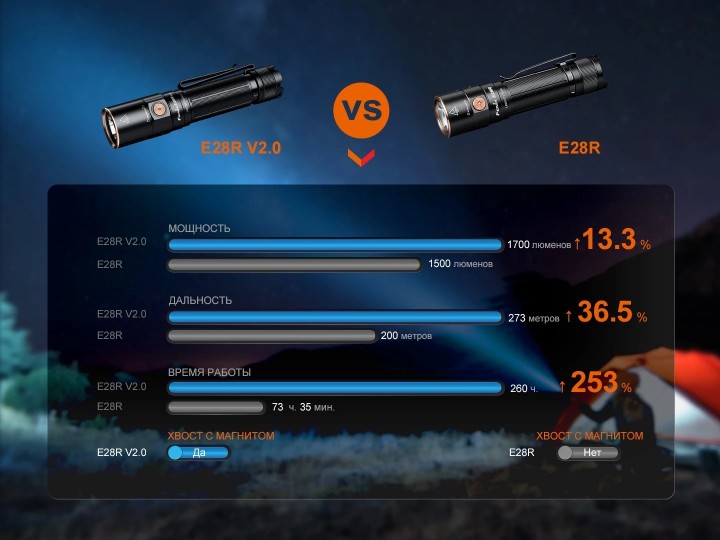 VS
E28R V2.0
E28R
МОЩНОСТЬ
E28R V2.0 1700 люменов ↑13.3 %
E28R 1500 люменов
ДАЛЬНОСТЬ
E28R V2.0 273 метров ↑ 36.5 %
E28R 200 метров
ВРЕМЯ РАБОТЫ
E28R V2.0 260 ч. ↑ 253 %
E28R 73 ч. 35 мин.
ХВОСТ С МАГНИТОМ ХВОСТ С МАГНИТОМ
E28R V2.0 Да E28R Нет